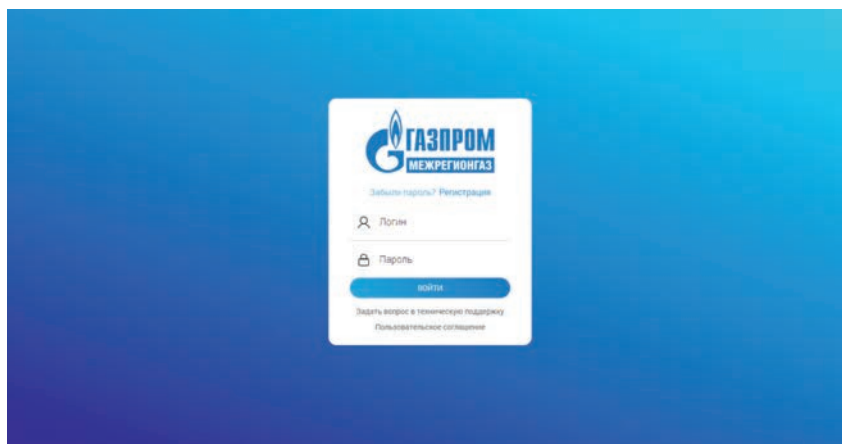 ГАЗПРОМ
МЕЖРЕГИОНГАЗ
Забыли пароль? Регистрация
Логин
Пароль
ВОЙТИ
Задать вопрос в техническую поддержку
Пользовательское соглашение